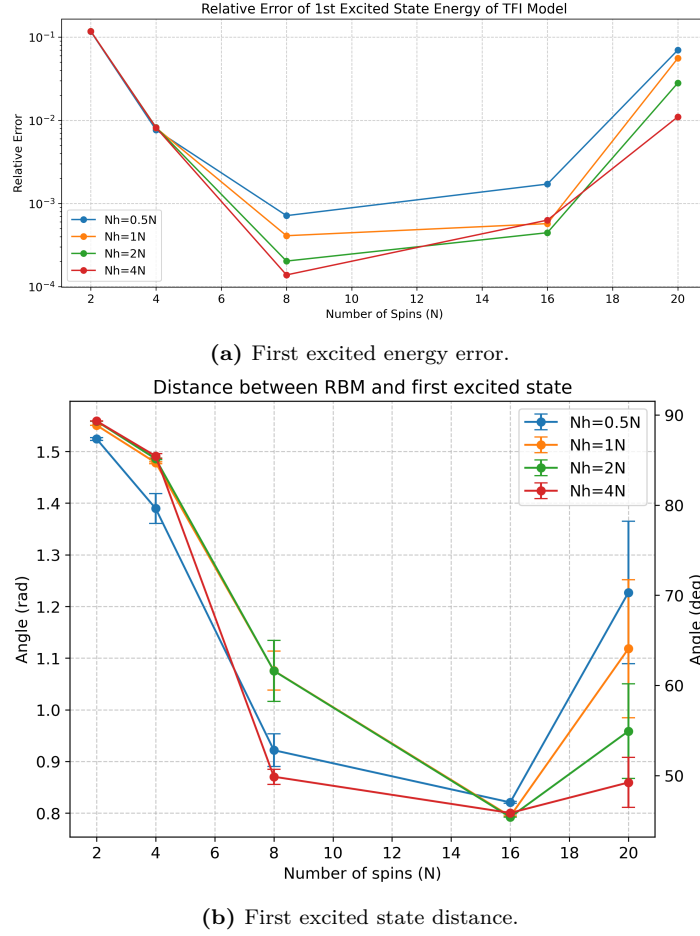 Relative Error of 1st Excited State Energy of TFI Model
Relative Error
10⁻¹
10⁻²
10⁻³
10⁻⁴
Nh=0.5N
Nh=1N
Nh=2N
Nh=4N
2 4 6 8 10 12 14 16 18 20
Number of Spins (N)
(a) First excited energy error.
Distance between RBM and first excited state
Angle (rad)
1.5
1.4
1.3
1.2
1.1
1.0
0.9
0.8
Nh=0.5N
Nh=1N
Nh=2N
Nh=4N
90
80
70
60
50
Angle (deg)
2 4 6 8 10 12 14 16 18 20
Number of spins (N)
(b) First excited state distance.